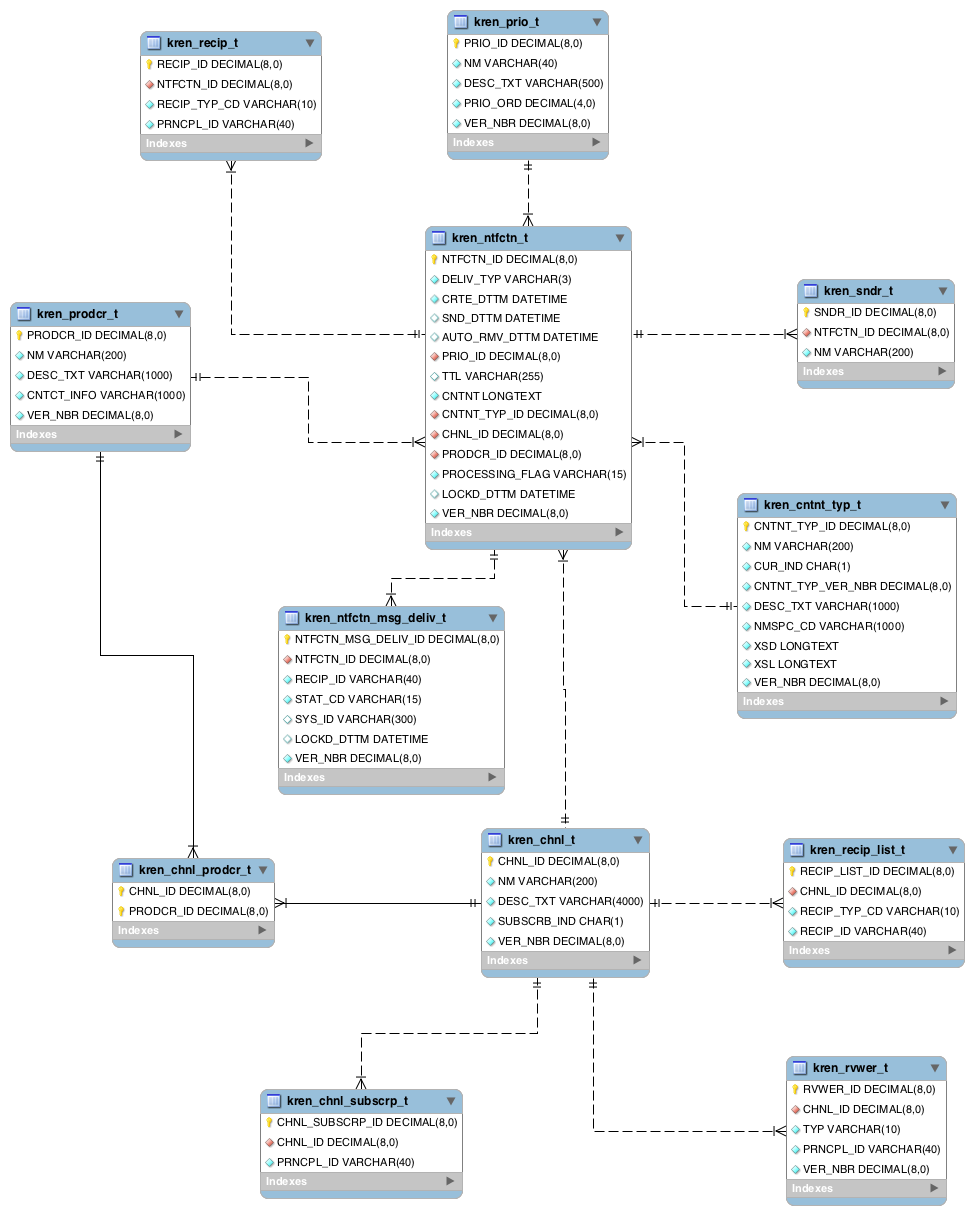 kren_recip_t
RECIP_ID DECIMAL(8,0)
NTFCTN_ID DECIMAL(8,0)
RECIP_TYP_CD VARCHAR(10)
PRNCPL_ID VARCHAR(40)
Indexes
kren_prio_t
PRIO_ID DECIMAL(8,0)
NM VARCHAR(40)
DESC_TXT VARCHAR(500)
PRIO_ORD DECIMAL(4,0)
VER_NBR DECIMAL(8,0)
Indexes
kren_ntfctn_t
NTFCTN_ID DECIMAL(8,0)
DELIV_TYP VARCHAR(3)
CRTE_DTTM DATETIME
SND_DTTM DATETIME
AUTO_RMV_DTTM DATETIME
PRIO_ID DECIMAL(8,0)
TTL VARCHAR(255)
CNTNT LONGTEXT
CNTNT_TYP_ID DECIMAL(8,0)
CHNL_ID DECIMAL(8,0)
PRODCR_ID DECIMAL(8,0)
PROCESSING_FLAG VARCHAR(15)
LOCKD_DTTM DATETIME
VER_NBR DECIMAL(8,0)
Indexes
kren_sndr_t
SNDR_ID DECIMAL(8,0)
NTFCTN_ID DECIMAL(8,0)
NM VARCHAR(200)
Indexes
kren_prodcr_t
PRODCR_ID DECIMAL(8,0)
NM VARCHAR(200)
DESC_TXT VARCHAR(1000)
CNTCT_INFO VARCHAR(1000)
VER_NBR DECIMAL(8,0)
Indexes
kren_cntnt_typ_t
CNTNT_TYP_ID DECIMAL(8,0)
NM VARCHAR(200)
CUR_IND CHAR(1)
CNTNT_TYP_VER_NBR DECIMAL(8,0)
DESC_TXT VARCHAR(1000)
NMSPC_CD VARCHAR(1000)
XSD LONGTEXT
XSL LONGTEXT
VER_NBR DECIMAL(8,0)
Indexes
kren_ntfctn_msg_deliv_t
NTFCTN_MSG_DELIV_ID DECIMAL(8,0)
NTFCTN_ID DECIMAL(8,0)
RECIP_ID VARCHAR(40)
STAT_CD VARCHAR(15)
SYS_ID VARCHAR(300)
LOCKD_DTTM DATETIME
VER_NBR DECIMAL(8,0)
Indexes
kren_chnl_prodcr_t
CHNL_ID DECIMAL(8,0)
PRODCR_ID DECIMAL(8,0)
Indexes
kren_chnl_t
CHNL_ID DECIMAL(8,0)
NM VARCHAR(200)
DESC_TXT VARCHAR(4000)
SUBSCRB_IND CHAR(1)
VER_NBR DECIMAL(8,0)
Indexes
kren_recip_list_t
RECIP_LIST_ID DECIMAL(8,0)
CHNL_ID DECIMAL(8,0)
RECIP_TYP_CD VARCHAR(10)
RECIP_ID VARCHAR(40)
Indexes
kren_chnl_subscrp_t
CHNL_SUBSCRP_ID DECIMAL(8,0)
CHNL_ID DECIMAL(8,0)
PRNCPL_ID VARCHAR(40)
Indexes
kren_rvwer_t
RVWER_ID DECIMAL(8,0)
CHNL_ID DECIMAL(8,0)
TYP VARCHAR(10)
PRNCPL_ID VARCHAR(40)
VER_NBR DECIMAL(8,0)
Indexes